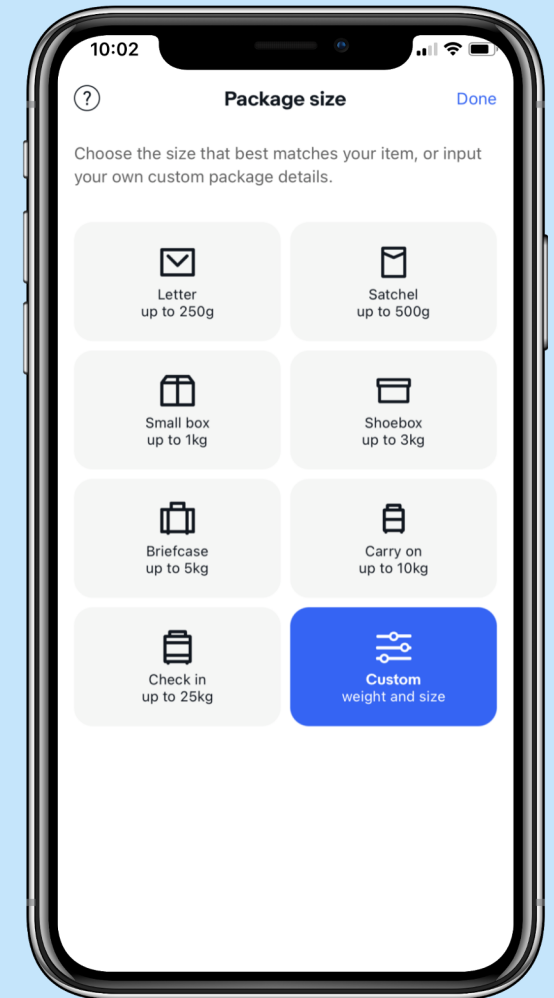 10:02
?
Package size
Done
Choose the size that best matches your item, or input
your own custom package details.
Letter
up to 250g
Satchel
up to 500g
Small box
up to 1kg
Shoebox
up to 3kg
Briefcase
up to 5kg
Carry on
up to 10kg
Check in
up to 25kg
Custom
weight and size